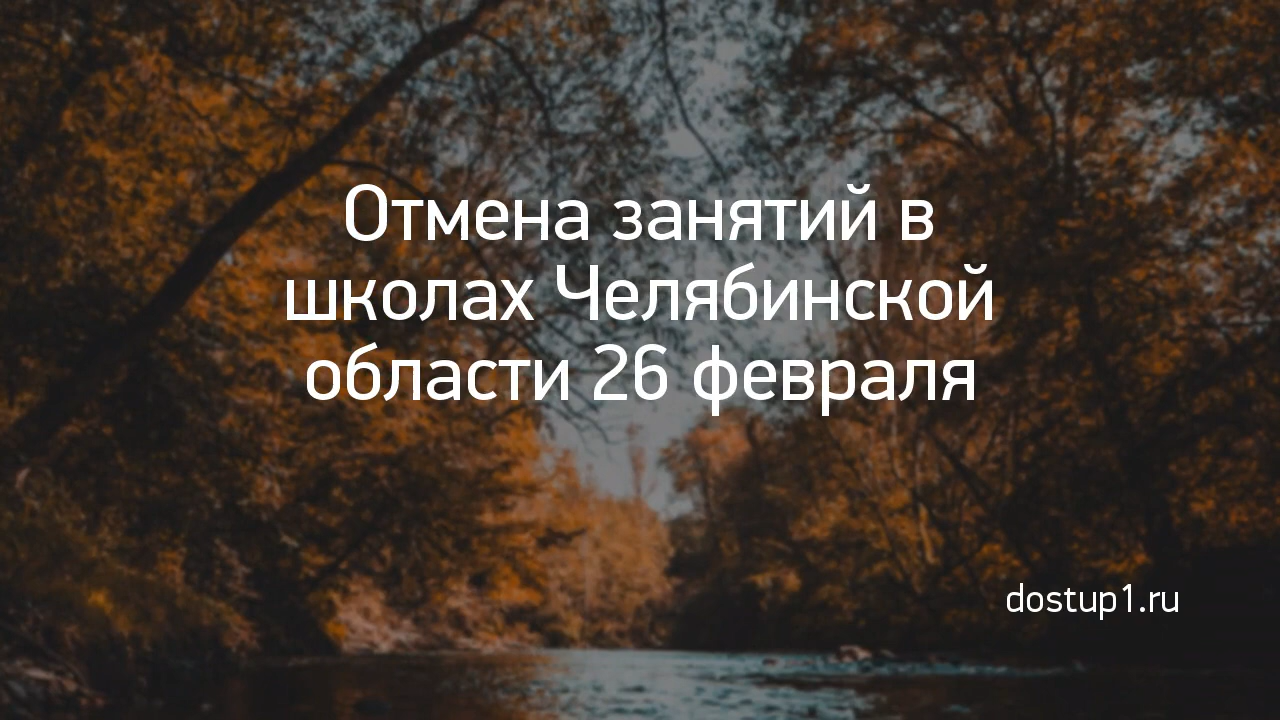 Отмена занятий в
школах Челябинской
области 26 февраля
dostup1.ru